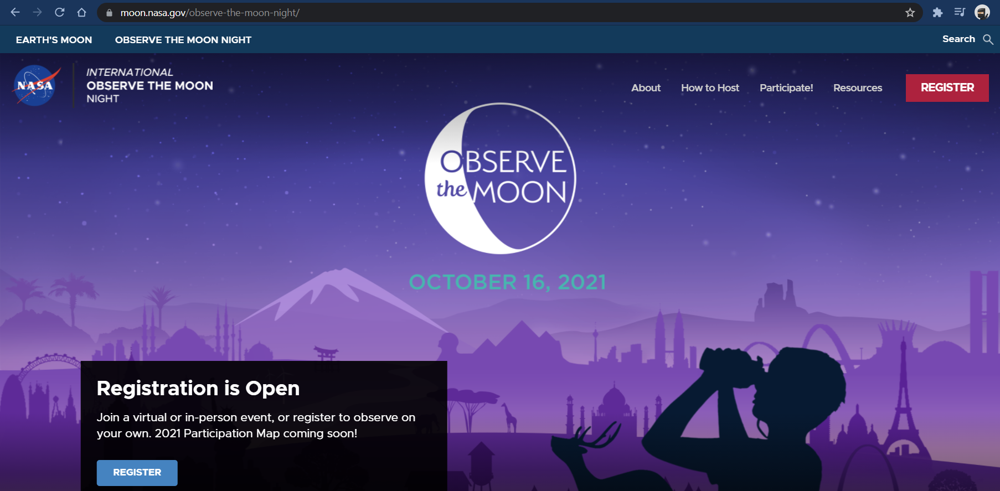 moon.nasa.gov/observe-the-moon-night/
EARTH'S MOON
OBSERVE THE MOON NIGHT
Search
NASA
INTERNATIONAL
OBSERVE THE MOON
NIGHT
About
How to Host
Participate!
Resources
REGISTER
OBSERVE
the MOON
OCTOBER 16, 2021
Registration is Open
Join a virtual or in-person event, or register to observe on
your own. 2021 Participation Map coming soon!
REGISTER